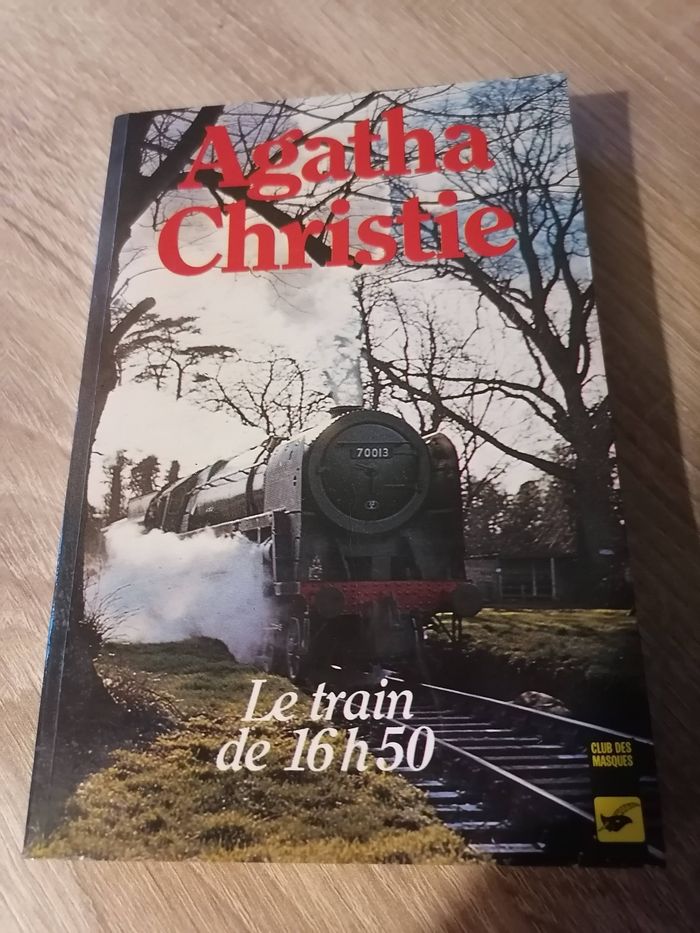 Agatha
Christie
70013
Le train
de 16 h 50
CLUB DES
MASQUES